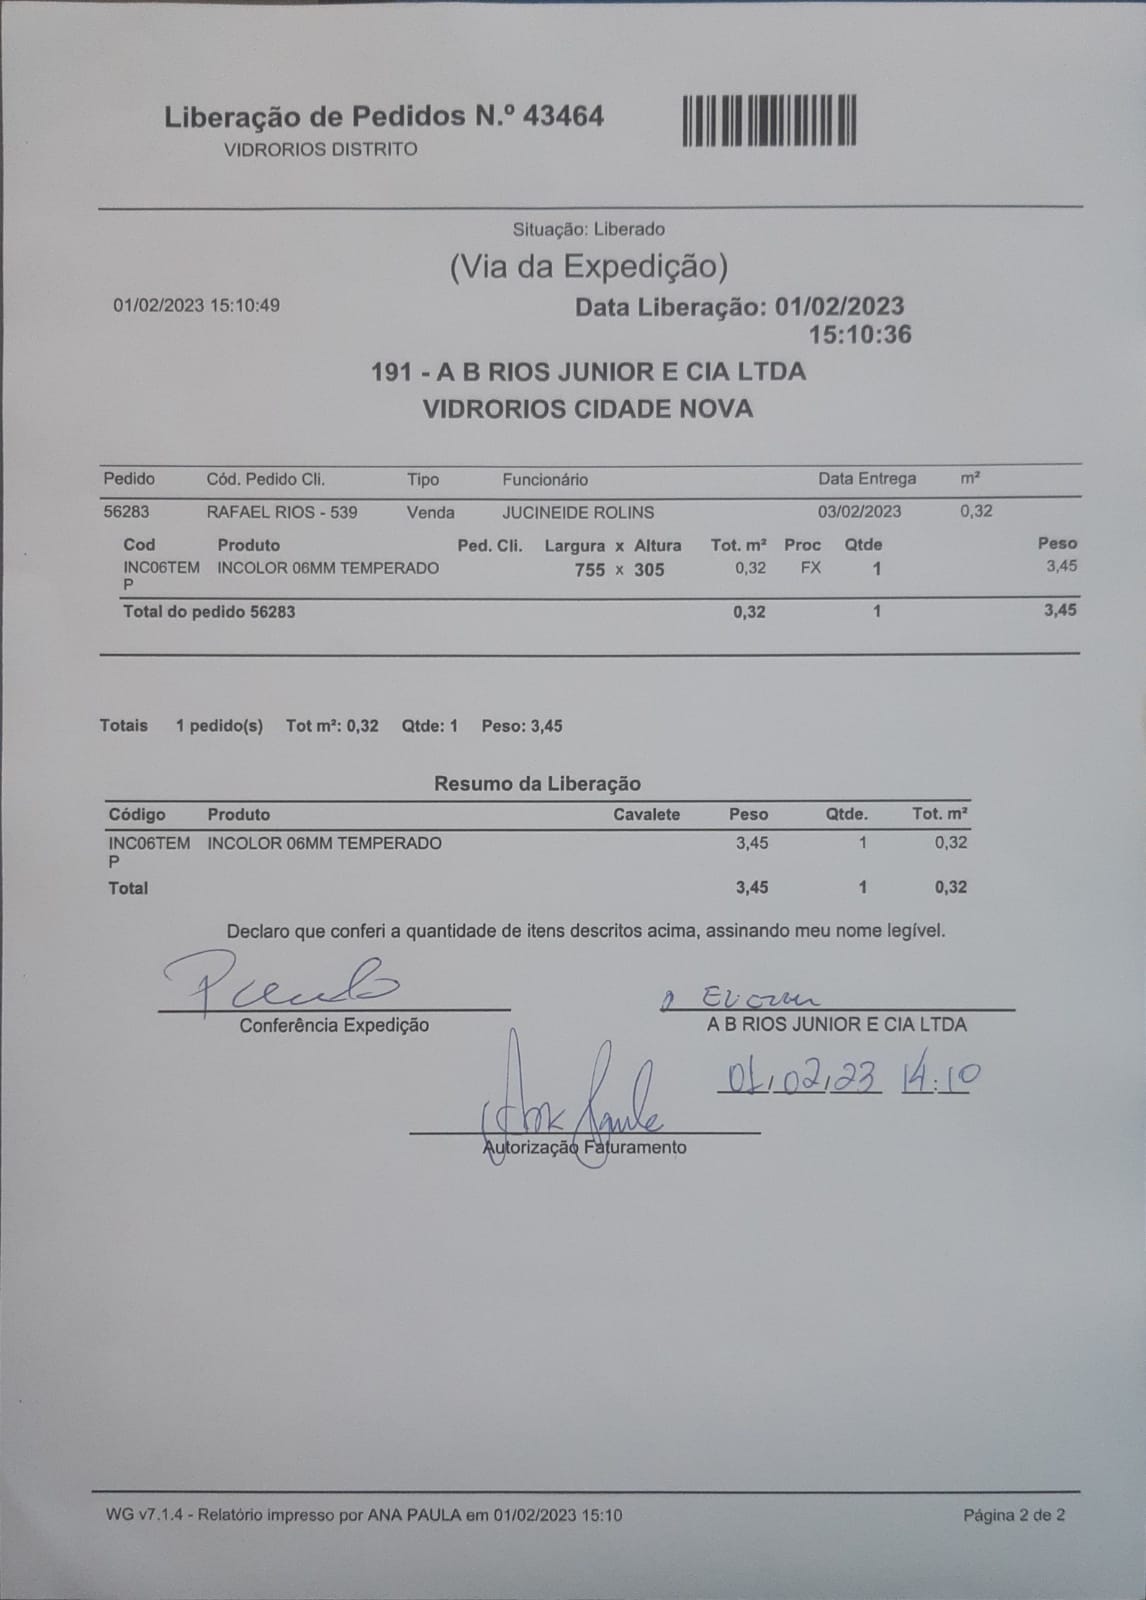 Liberação de Pedidos N.º 43464
VIDRORIOS DISTRITO
Situação: Liberado
(Via da Expedição)
01/02/2023 15:10:49
Data Liberação: 01/02/2023
15:10:36
191 - A B RIOS JUNIOR E CIA LTDA
VIDRORIOS CIDADE NOVA
Pedido Cód. Pedido Cli. Tipo Funcionário Data Entrega m²
56283 RAFAEL RIOS - 539 Venda JUCINEIDE ROLINS 03/02/2023 0,32
Cod Produto Ped. Cli. Largura x Altura Tot. m² Proc Qtde Peso
INC06TEM INCOLOR 06MM TEMPERADO 755 x 305 0,32 FX 1 3,45
P
Total do pedido 56283 0,32 1 3,45
Totais 1 pedido(s) Tot m²: 0,32 Qtde: 1 Peso: 3,45
Resumo da Liberação
Código Produto Cavalete Peso Qtde. Tot. m²
INC06TEM INCOLOR 06MM TEMPERADO 3,45 1 0,32
P
Total 3,45 1 0,32
Declaro que conferi a quantidade de itens descritos acima, assinando meu nome legível.
Conferência Expedição
A B RIOS JUNIOR E CIA LTDA
01/02/23 14:10
Ana Paula
Autorização Faturamento
WG v7.1.4 - Relatório impresso por ANA PAULA em 01/02/2023 15:10
Página 2 de 2